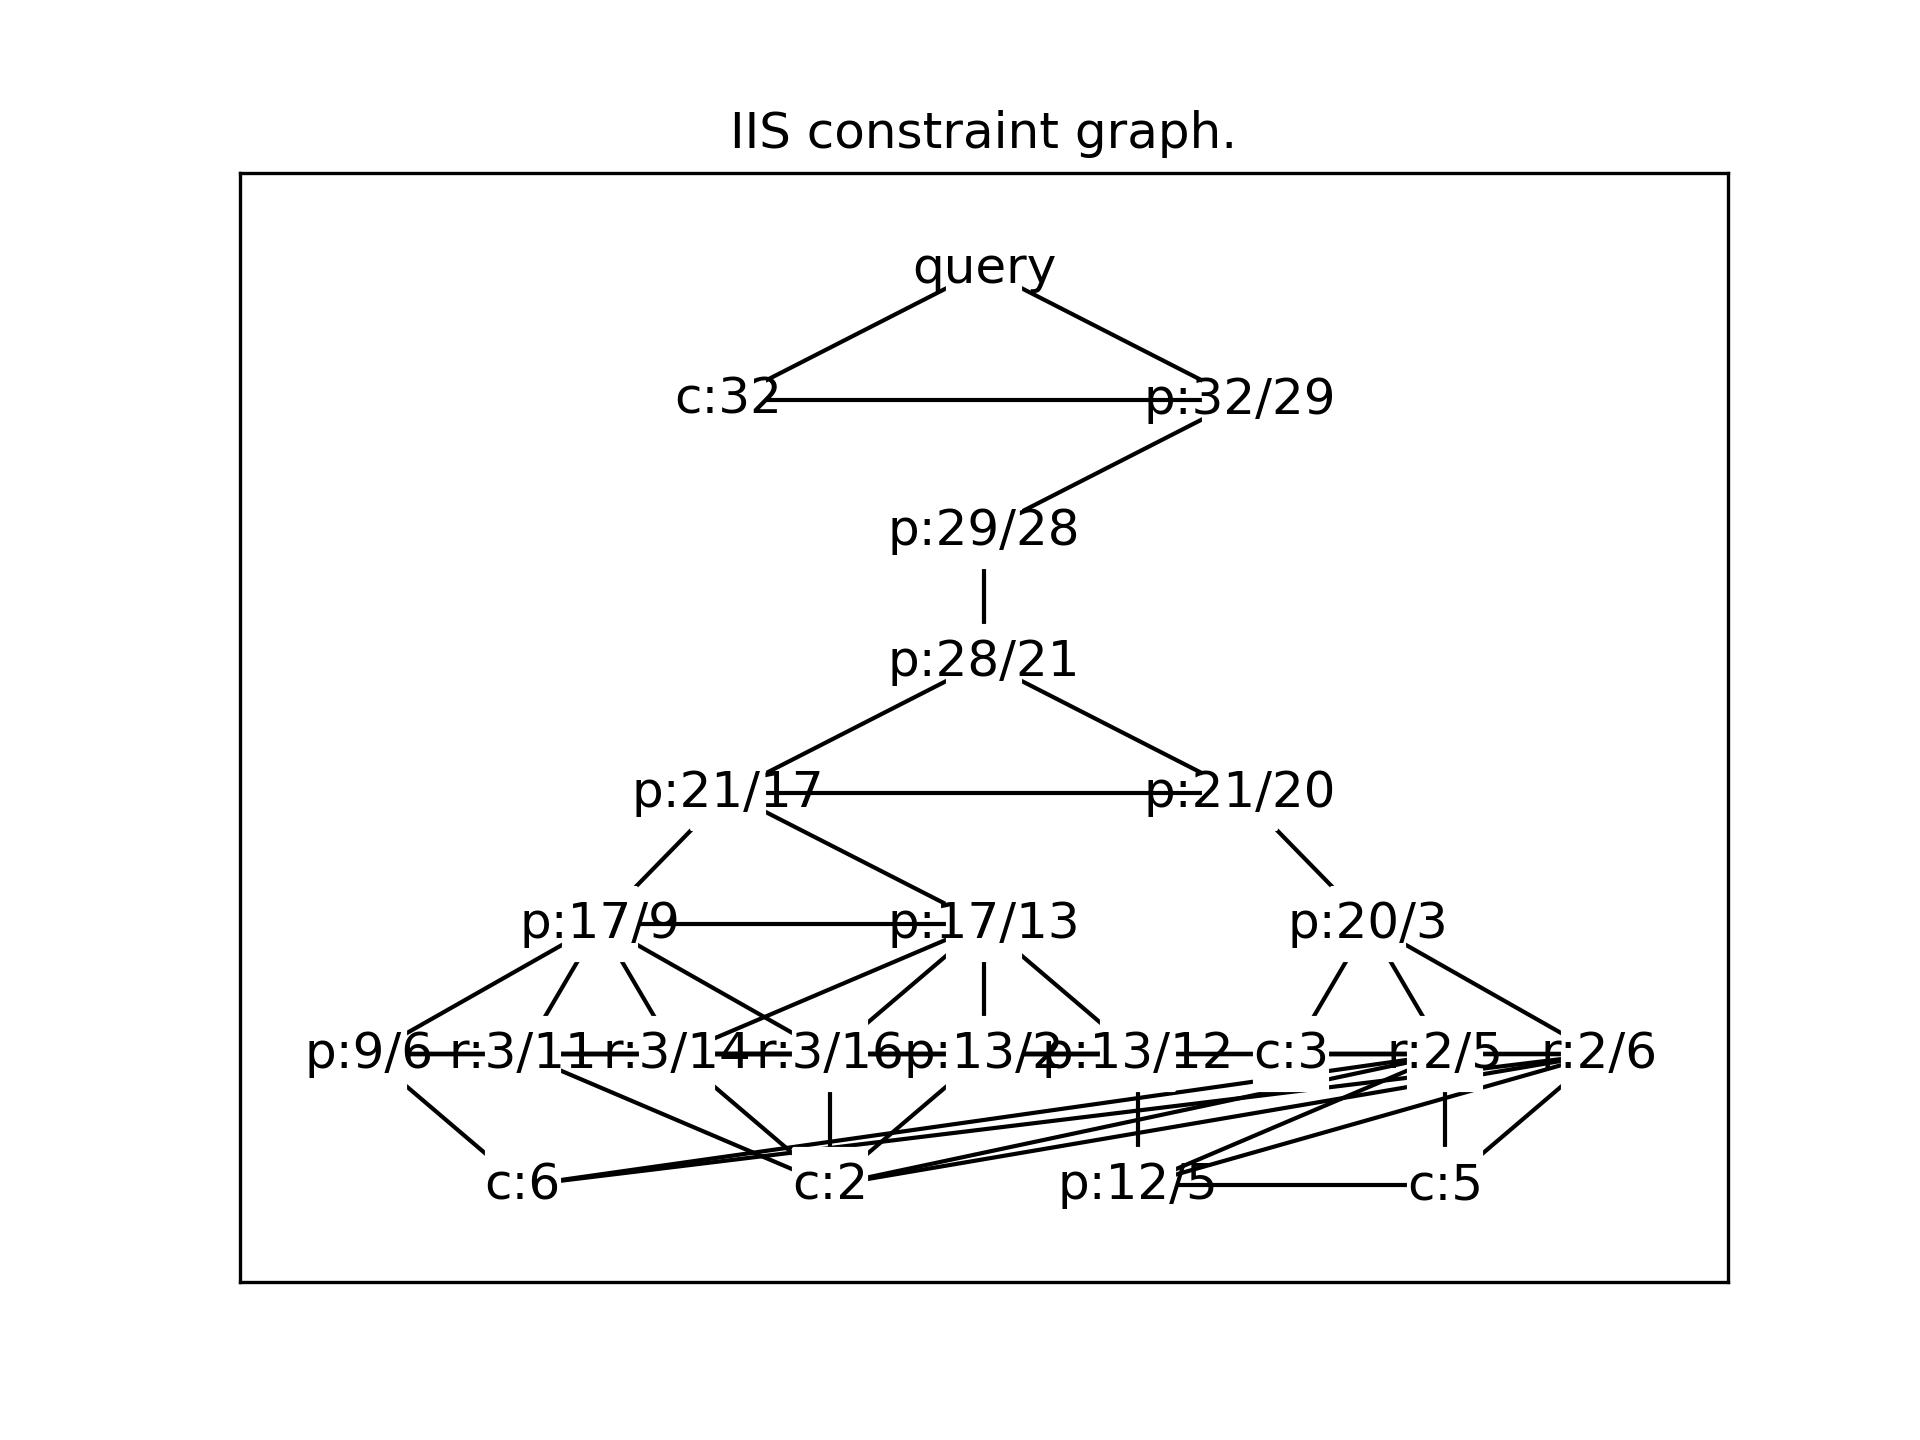 IIS constraint graph.
query
c:32 p:32/29
p:29/28
p:28/21
p:21/17 p:21/20
p:17/9 p:17/13 p:20/3
p:9/6 r:3/11 r:3/14 r:3/16 p:13/2 p:13/12 c:3 r:2/5 r:2/6
c:6 c:2 p:12/5 c:5